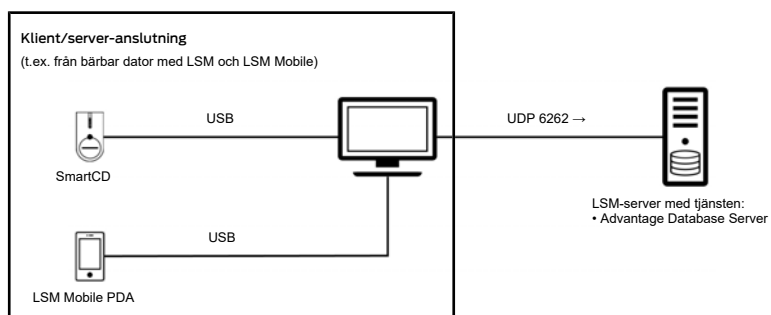 Klient/server-anslutning
(t.ex. från bärbar dator med LSM och LSM Mobile)
USB
UDP 6262 →
SmartCD
LSM-server med tjänsten:
• Advantage Database Server
USB
LSM Mobile PDA